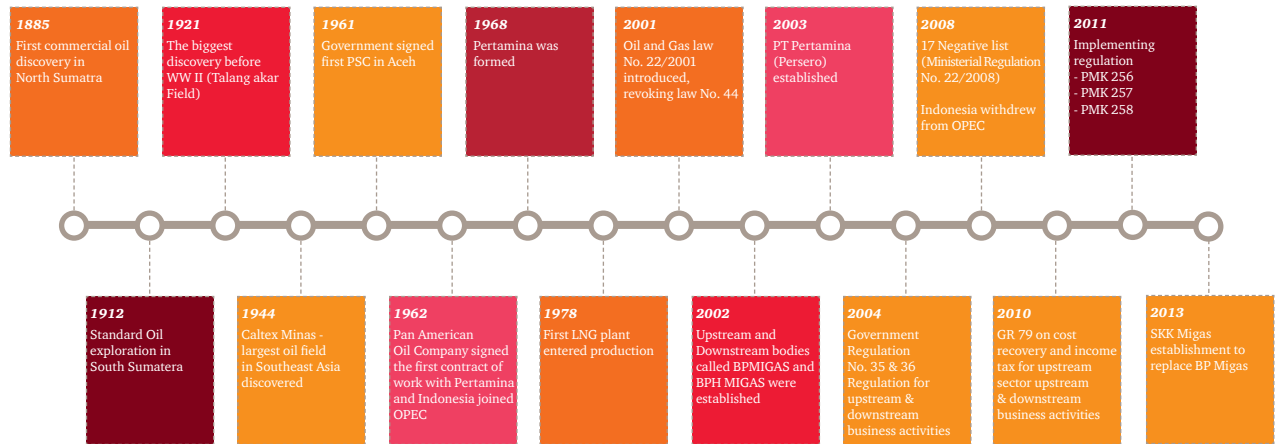 1885
First commercial oil
discovery in
North Sumatra
1921
The biggest
discovery before
WW II (Talang akar
Field)
1961
Government signed
first PSC in Aceh
1968
Pertamina was
formed
2001
Oil and Gas law
No. 22/2001
introduced,
revoking law No. 44
2003
PT Pertamina
(Persero)
established
2008
17 Negative list
(Ministerial Regulation
No. 22/2008)
Indonesia withdrew
from OPEC
2011
Implementing
regulation
- PMK 256
- PMK 257
- PMK 258
1912
Standard Oil
exploration in
South Sumatera
1944
Caltex Minas -
largest oil field
in Southeast Asia
discovered
1962
Pan American
Oil Company signed
the first contract of
work with Pertamina
and Indonesia joined
OPEC
1978
First LNG plant
entered production
2002
Upstream and
Downstream bodies
called BPMIGAS and
BPH MIGAS were
established
2004
Government
Regulation
No. 35 & 36
Regulation for
upstream &
downstream
business activities
2010
GR 79 on cost
recovery and income
tax for upstream
sector upstream
& downstream
business activities
2013
SKK Migas
establishment to
replace BP Migas